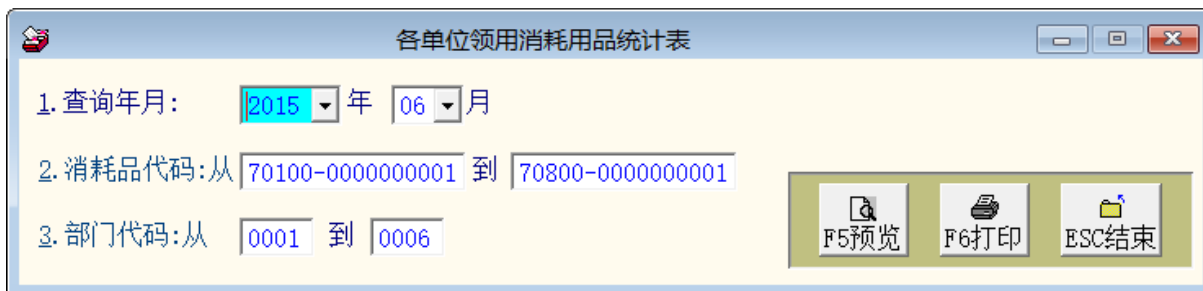 各单位领用消耗用品统计表
1.查询年月: 2015 年 06 月
2.消耗品代码:从 70100-0000000001 到 70800-0000000001
3.部门代码:从 0001 到 0006
F5预览 F6打印 ESC结束